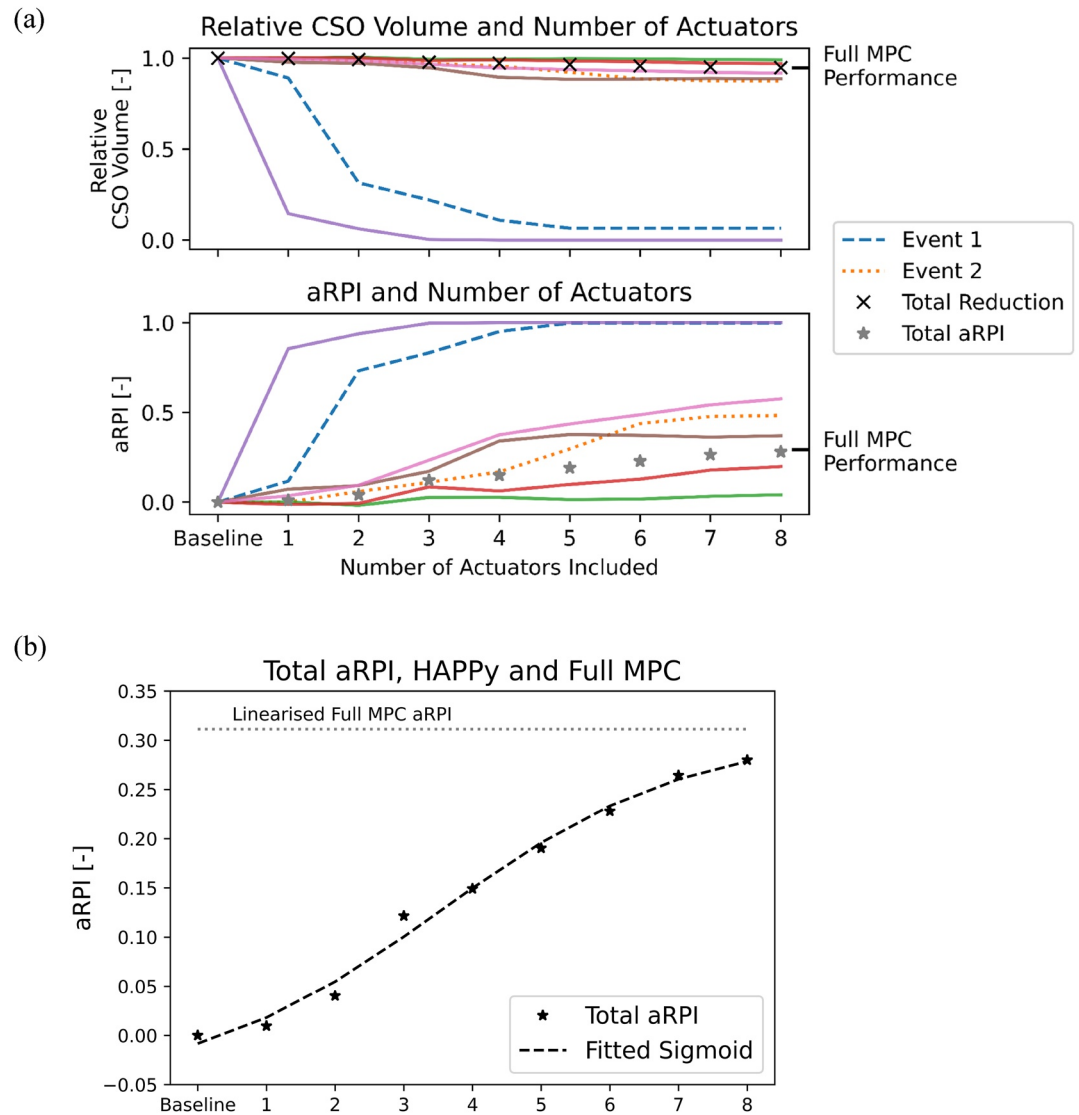 (a)
Relative CSO Volume and Number of Actuators
Relative
CSO Volume [-]
1.0
0.5
0.0
Full MPC
Performance
Event 1
Event 2
Total Reduction
Total aRPI
aRPI and Number of Actuators
aRPI [-]
1.0
0.5
0.0
Full MPC
Performance
Baseline 1 2 3 4 5 6 7 8
Number of Actuators Included
(b)
Total aRPI, HAPPy and Full MPC
aRPI [-]
0.35
0.30
0.25
0.20
0.15
0.10
0.05
0.00
−0.05
Linearised Full MPC aRPI
Total aRPI
Fitted Sigmoid
Baseline 1 2 3 4 5 6 7 8